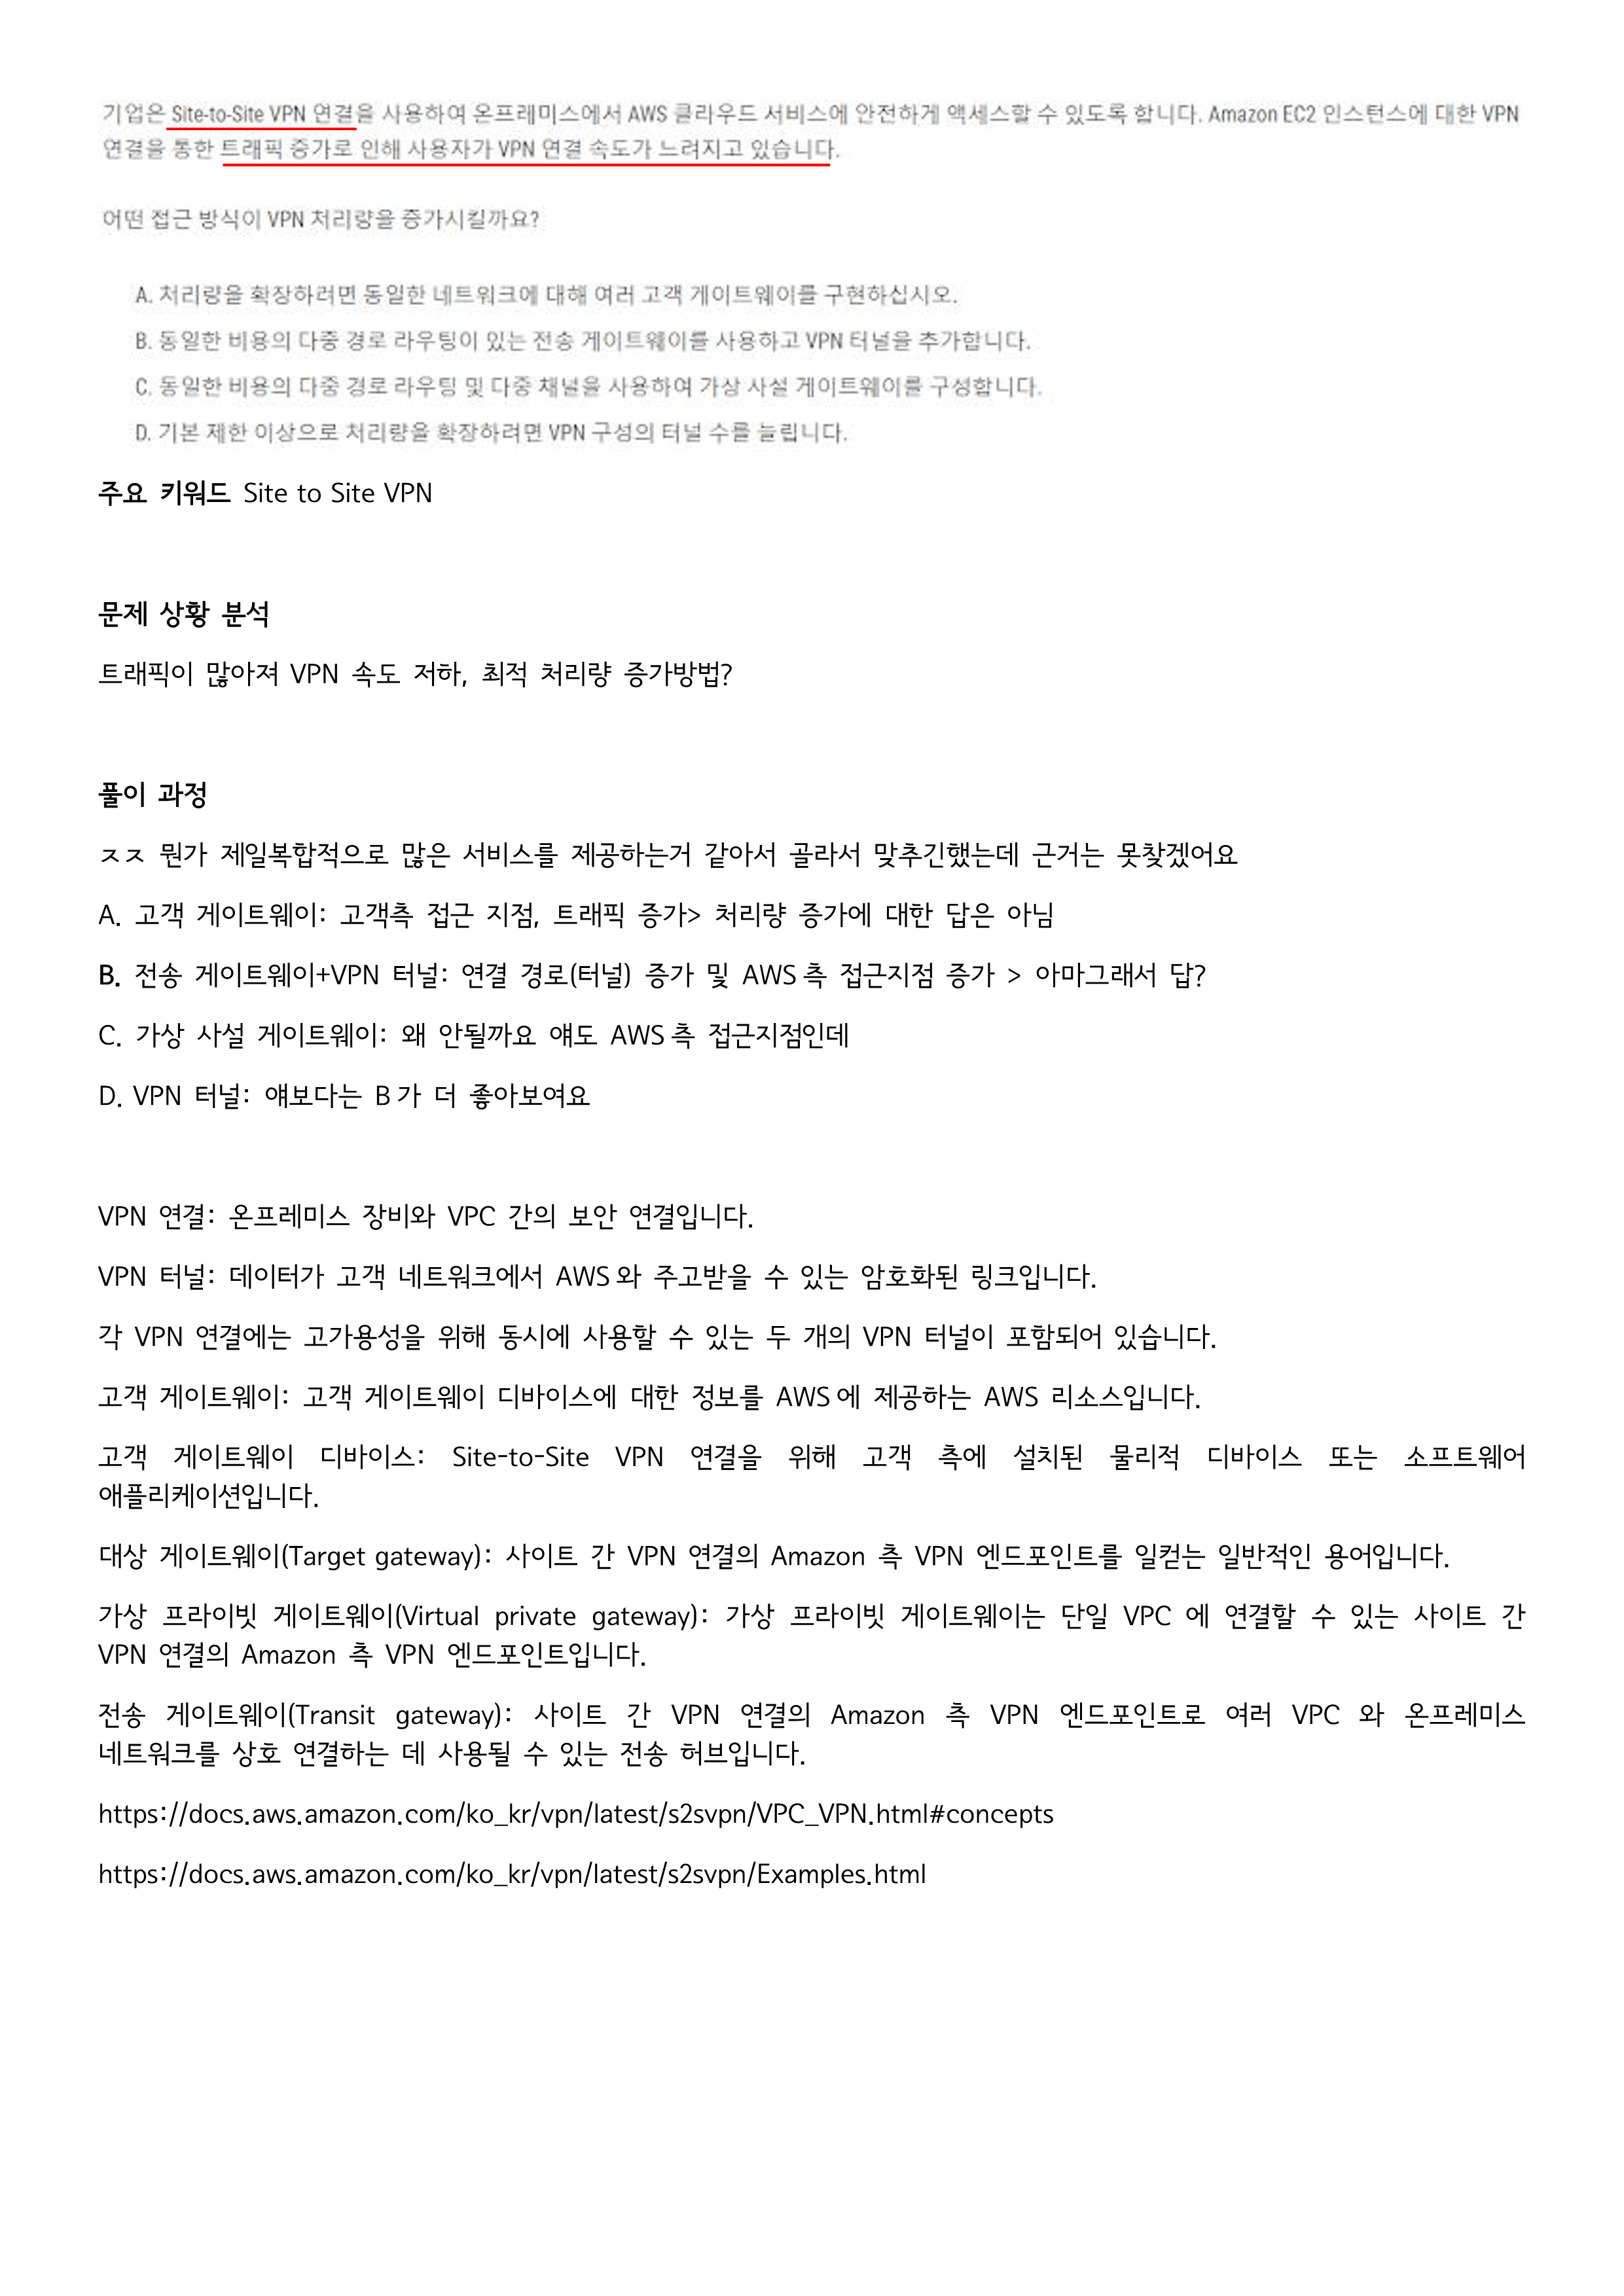 기업은 Site-to-Site VPN 연결을 사용하여 온프레미스에서 AWS 클라우드 서비스에 안전하게 액세스할 수 있도록 합니다. Amazon EC2 인스턴스에 대한 VPN
연결을 통한 트래픽 증가로 인해 사용자가 VPN 연결 속도가 느려지고 있습니다.
어떤 접근 방식이 VPN 처리량을 증가시킬까요?
A. 처리량을 확장하려면 동일한 네트워크에 대해 여러 고객 게이트웨이를 구현하십시오.
B. 동일한 비용의 다중 경로 라우팅이 있는 전송 게이트웨이를 사용하고 VPN 터널을 추가합니다.
C. 동일한 비용의 다중 경로 라우팅 및 다중 채널을 사용하여 가상 사설 게이트웨이를 구성합니다.
D. 기본 제한 이상으로 처리량을 확장하려면 VPN 구성의 터널 수를 늘립니다.
주요 키워드 Site to Site VPN
문제 상황 분석
트래픽이 많아져 VPN 속도 저하, 최적 처리량 증가방법?
풀이 과정
ㅈㅈ 뭔가 제일복합적으로 많은 서비스를 제공하는거 같아서 골라서 맞추긴했는데 근거는 못찾겠어요
A. 고객 게이트웨이: 고객측 접근 지점, 트래픽 증가> 처리량 증가에 대한 답은 아님
B. 전송 게이트웨이+VPN 터널: 연결 경로(터널) 증가 및 AWS측 접근지점 증가 > 아마그래서 답?
C. 가상 사설 게이트웨이: 왜 안될까요 얘도 AWS측 접근지점인데
D. VPN 터널: 얘보다는 B가 더 좋아보여요
VPN 연결: 온프레미스 장비와 VPC 간의 보안 연결입니다.
VPN 터널: 데이터가 고객 네트워크에서 AWS와 주고받을 수 있는 암호화된 링크입니다.
각 VPN 연결에는 고가용성을 위해 동시에 사용할 수 있는 두 개의 VPN 터널이 포함되어 있습니다.
고객 게이트웨이: 고객 게이트웨이 디바이스에 대한 정보를 AWS에 제공하는 AWS 리소스입니다.
고객 게이트웨이 디바이스: Site-to-Site VPN 연결을 위해 고객 측에 설치된 물리적 디바이스 또는 소프트웨어
애플리케이션입니다.
대상 게이트웨이(Target gateway): 사이트 간 VPN 연결의 Amazon 측 VPN 엔드포인트를 일컫는 일반적인 용어입니다.
가상 프라이빗 게이트웨이(Virtual private gateway): 가상 프라이빗 게이트웨이는 단일 VPC에 연결할 수 있는 사이트 간
VPN 연결의 Amazon 측 VPN 엔드포인트입니다.
전송 게이트웨이(Transit gateway): 사이트 간 VPN 연결의 Amazon 측 VPN 엔드포인트로 여러 VPC와 온프레미스
네트워크를 상호 연결하는 데 사용될 수 있는 전송 허브입니다.
https://docs.aws.amazon.com/ko_kr/vpn/latest/s2svpn/VPC_VPN.html#concepts
https://docs.aws.amazon.com/ko_kr/vpn/latest/s2svpn/Examples.html